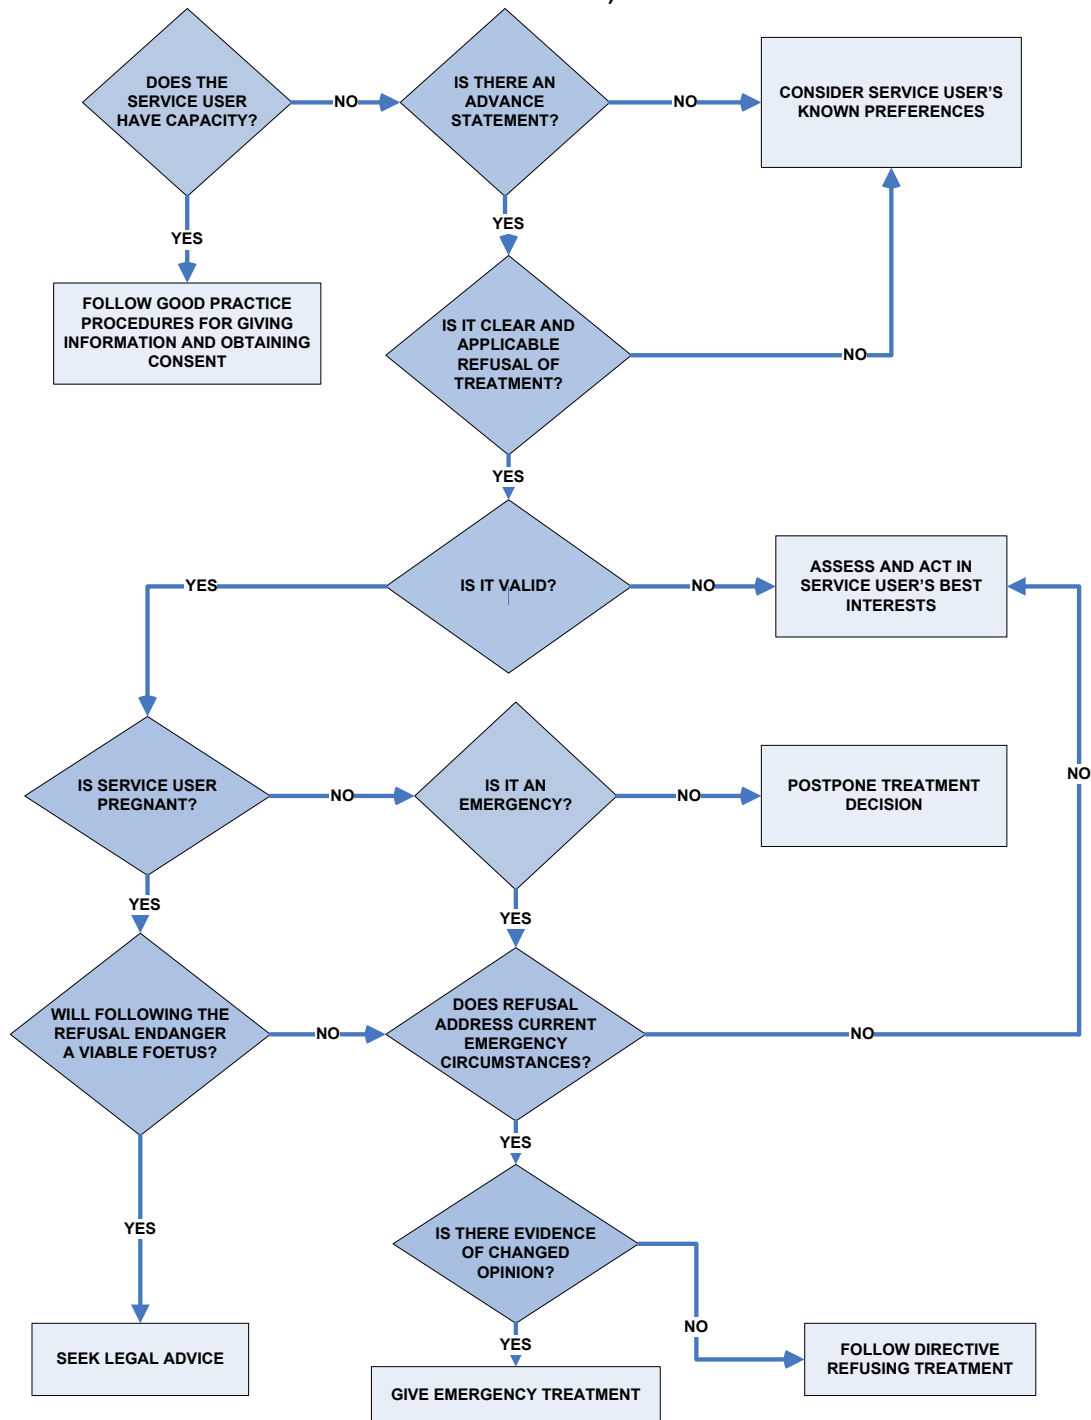 DOES THE
SERVICE USER
HAVE CAPACITY?
NO
IS THERE AN
ADVANCE
STATEMENT?
NO
CONSIDER SERVICE USER'S
KNOWN PREFERENCES
YES
YES
FOLLOW GOOD PRACTICE
PROCEDURES FOR GIVING
INFORMATION AND OBTAINING
CONSENT
IS IT CLEAR AND
APPLICABLE
REFUSAL OF
TREATMENT?
NO
YES
YES
IS IT VALID?
NO
ASSESS AND ACT IN
SERVICE USER'S BEST
INTERESTS
IS SERVICE USER
PREGNANT?
NO
IS IT AN
EMERGENCY?
NO
POSTPONE TREATMENT
DECISION
NO
YES
YES
WILL FOLLOWING THE
REFUSAL ENDANGER
A VIABLE FOETUS?
NO
DOES REFUSAL
ADDRESS CURRENT
EMERGENCY
CIRCUMSTANCES?
NO
YES
YES
IS THERE EVIDENCE
OF CHANGED
OPINION?
NO
YES
SEEK LEGAL ADVICE
GIVE EMERGENCY TREATMENT
FOLLOW DIRECTIVE
REFUSING TREATMENT